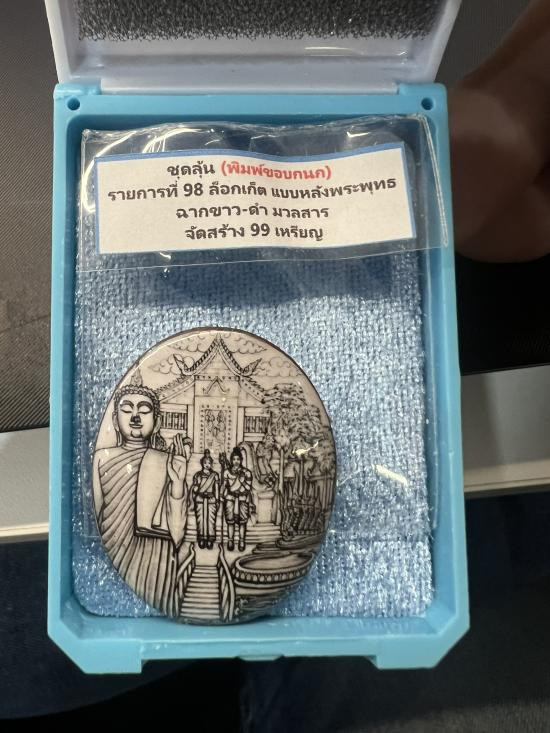 ชุดลุ้น (พิมพ์ขอบกนก)
รายการที่ 98 ล็อกเก็ต แบบหลังพระพุทธ
ฉากขาว-ดำ มวลสาร
จัดสร้าง 99 เหรียญ